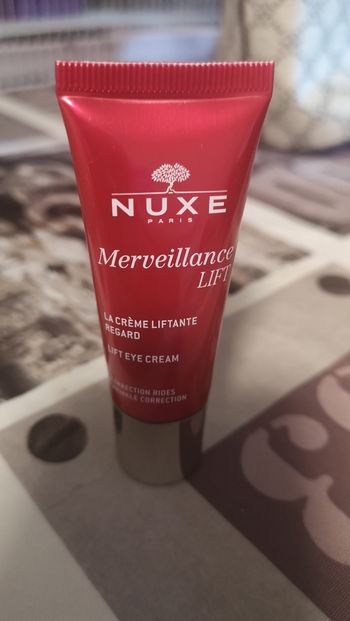 NUXE
PARIS
Merveillance
LIFT
LA CRÈME LIFTANTE
REGARD
LIFT EYE CREAM
CORRECTION RIDES
WRINKLE CORRECTION